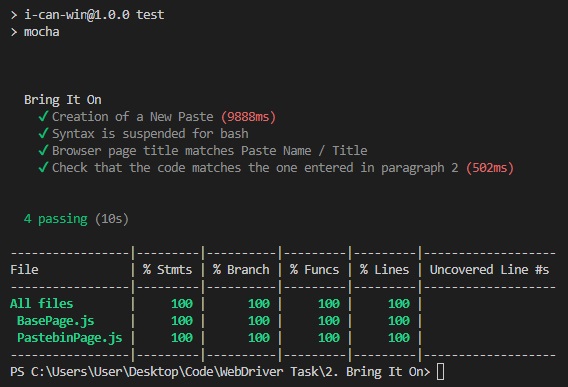 > i-can-win@1.0.0 test
> mocha
Bring It On
✓ Creation of a New Paste (9888ms)
✓ Syntax is suspended for bash
✓ Browser page title matches Paste Name / Title
✓ Check that the code matches the one entered in paragraph 2 (502ms)
4 passing (10s)
----------------|---------|----------|---------|---------|-------------------
File            | % Stmts | % Branch | % Funcs | % Lines | Uncovered Line #s
----------------|---------|----------|---------|---------|-------------------
All files       |     100 |      100 |     100 |     100 |
 BasePage.js    |     100 |      100 |     100 |     100 |
 PastebinPage.js |     100 |      100 |     100 |     100 |
----------------|---------|----------|---------|---------|-------------------
PS C:\Users\User\Desktop\Code\WebDriver Task\2. Bring It On>